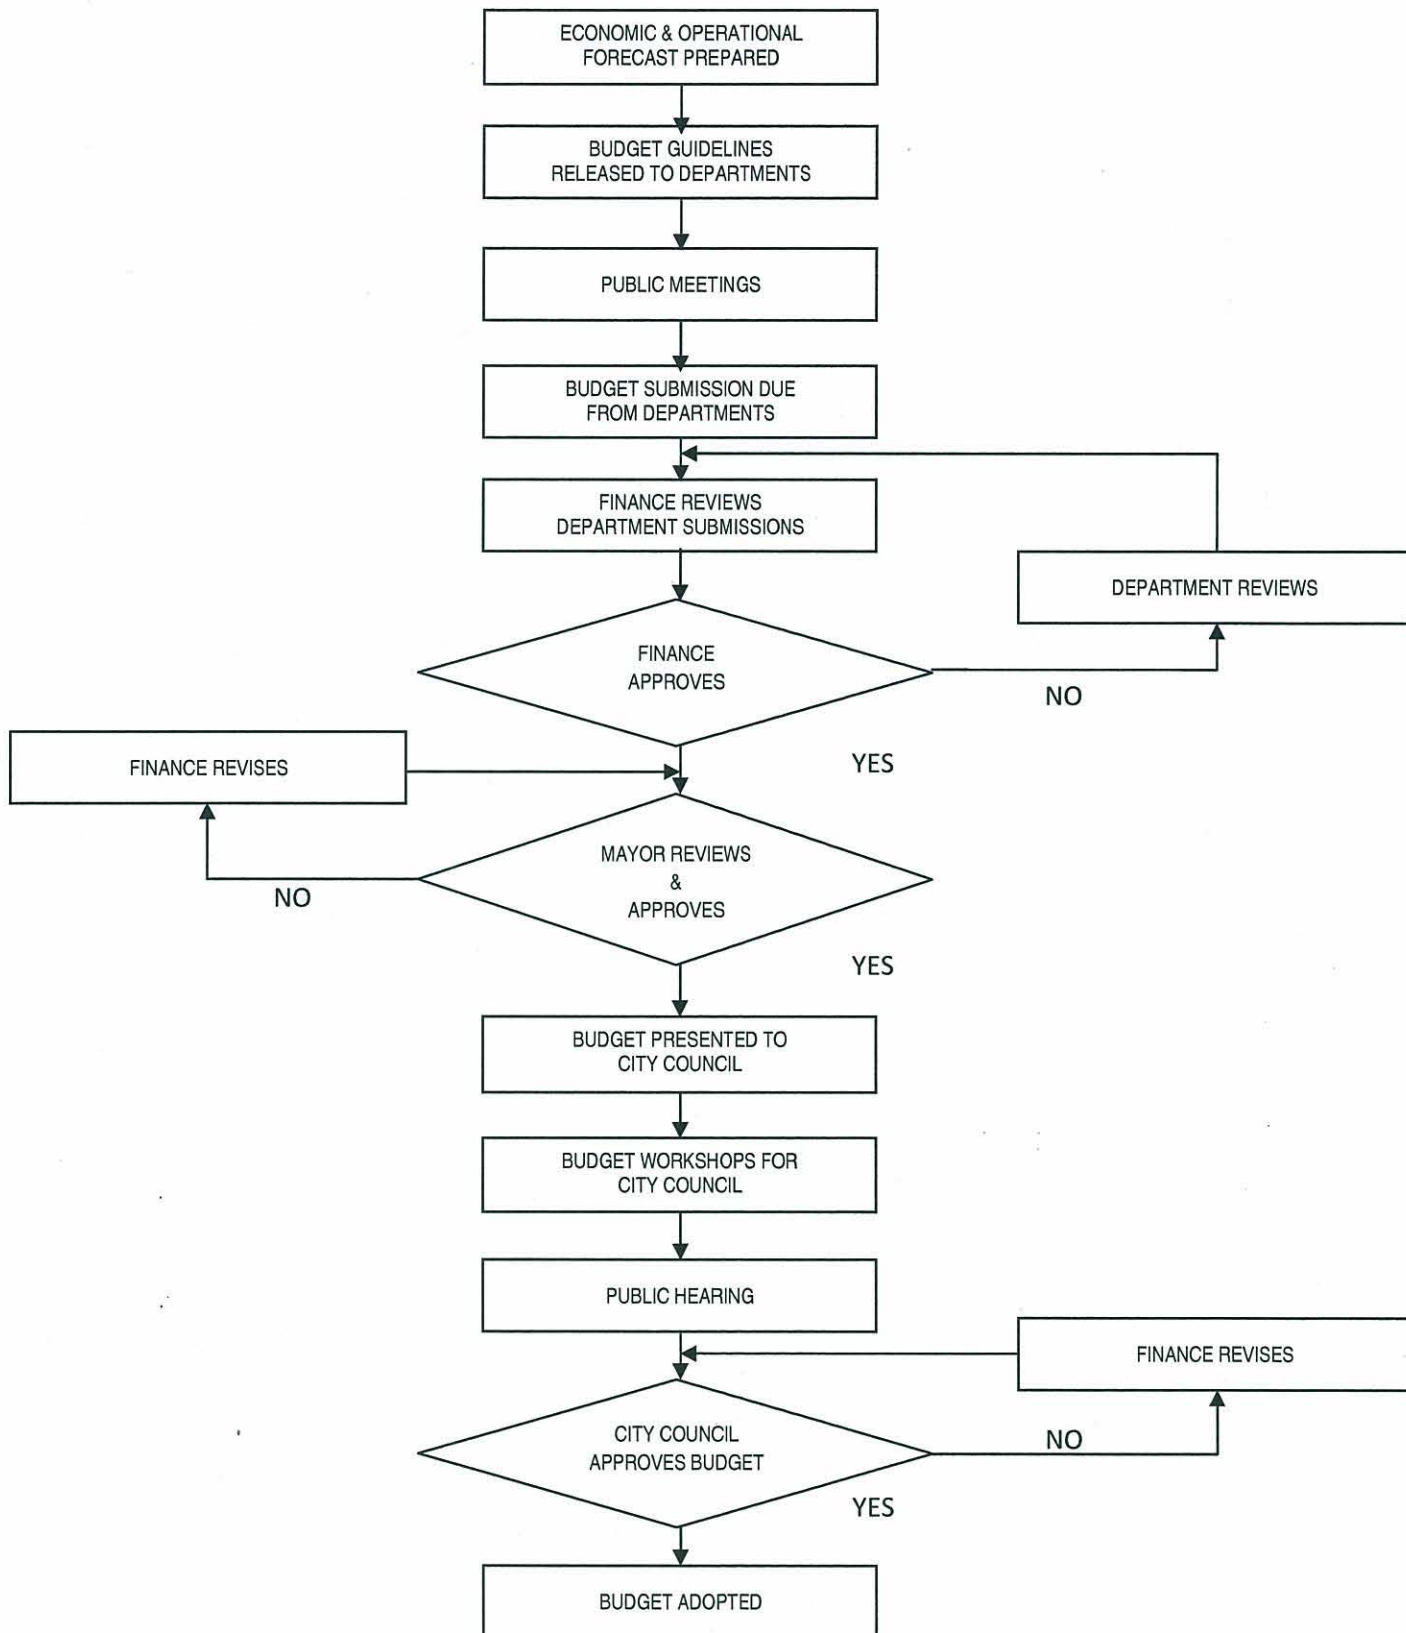 ECONOMIC & OPERATIONAL
FORECAST PREPARED
BUDGET GUIDELINES
RELEASED TO DEPARTMENTS
PUBLIC MEETINGS
BUDGET SUBMISSION DUE
FROM DEPARTMENTS
FINANCE REVIEWS
DEPARTMENT SUBMISSIONS
DEPARTMENT REVIEWS
FINANCE
APPROVES
NO
YES
FINANCE REVISES
MAYOR REVIEWS
&
APPROVES
NO
YES
BUDGET PRESENTED TO
CITY COUNCIL
BUDGET WORKSHOPS FOR
CITY COUNCIL
PUBLIC HEARING
FINANCE REVISES
CITY COUNCIL
APPROVES BUDGET
NO
YES
BUDGET ADOPTED